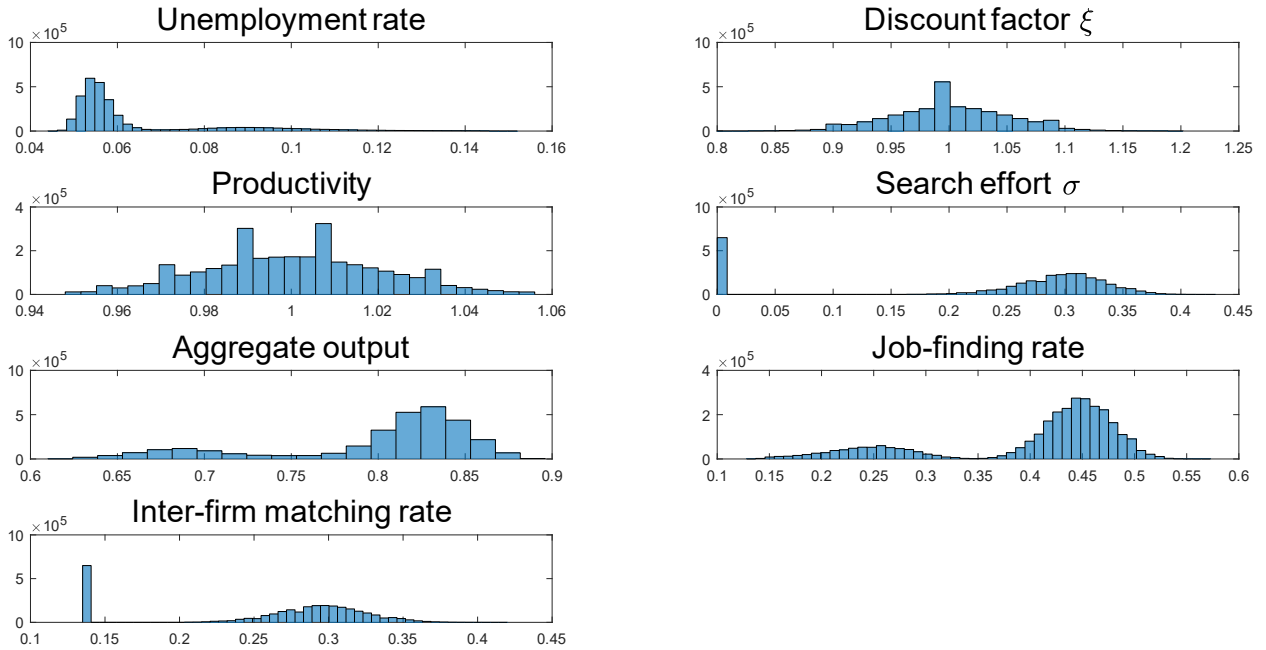 Unemployment rate
×10^5
10
5
0
0.04 0.06 0.08 0.1 0.12 0.14 0.16
Discount factor ξ
×10^5
10
5
0
0.8 0.85 0.9 0.95 1 1.05 1.1 1.15 1.2 1.25
Productivity
×10^5
4
2
0
0.94 0.96 0.98 1 1.02 1.04 1.06
Search effort σ
×10^5
10
5
0
0 0.05 0.1 0.15 0.2 0.25 0.3 0.35 0.4 0.45
Aggregate output
×10^5
10
5
0
0.6 0.65 0.7 0.75 0.8 0.85 0.9
Job-finding rate
×10^5
4
2
0
0.1 0.15 0.2 0.25 0.3 0.35 0.4 0.45 0.5 0.55 0.6
Inter-firm matching rate
×10^5
10
5
0
0.1 0.15 0.2 0.25 0.3 0.35 0.4 0.45